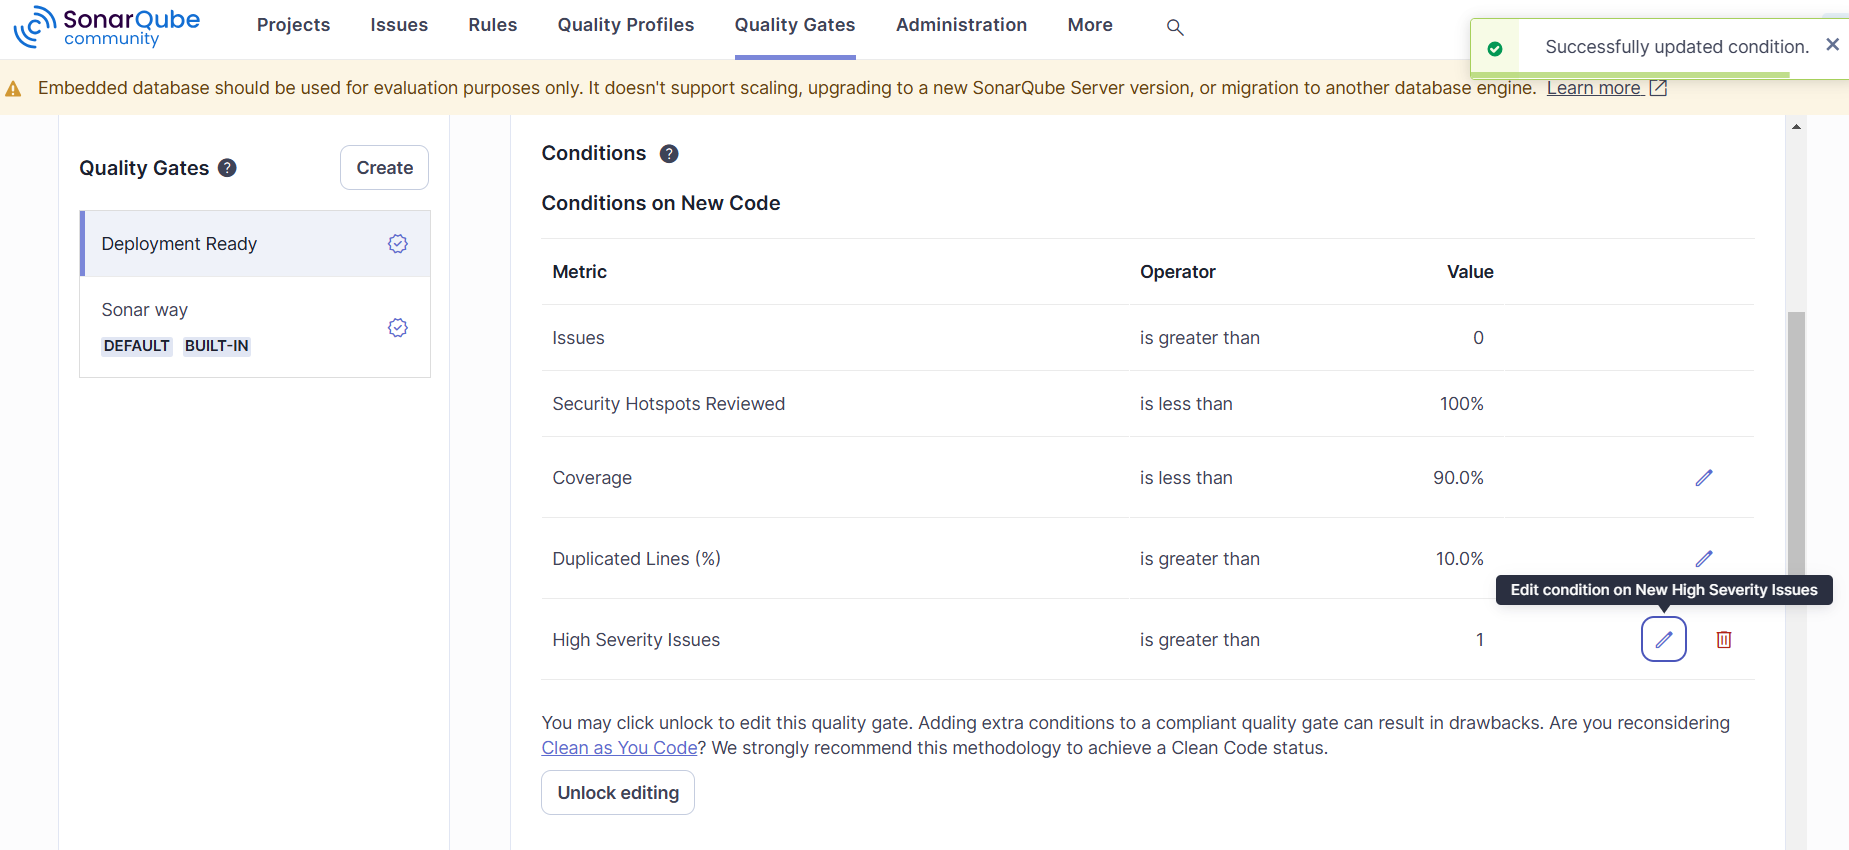 SonarQube
community
Projects
Issues
Rules
Quality Profiles
Quality Gates
Administration
More
Successfully updated condition.
Embedded database should be used for evaluation purposes only. It doesn't support scaling, upgrading to a new SonarQube Server version, or migration to another database engine. Learn more
Quality Gates ?
Create
Deployment Ready
Sonar way
DEFAULT BUILT-IN
Conditions ?
Conditions on New Code
Metric Operator Value
Issues is greater than 0
Security Hotspots Reviewed is less than 100%
Coverage is less than 90.0%
Duplicated Lines (%) is greater than 10.0%
Edit condition on New High Severity Issues
High Severity Issues is greater than 1
You may click unlock to edit this quality gate. Adding extra conditions to a compliant quality gate can result in drawbacks. Are you reconsidering
Clean as You Code? We strongly recommend this methodology to achieve a Clean Code status.
Unlock editing